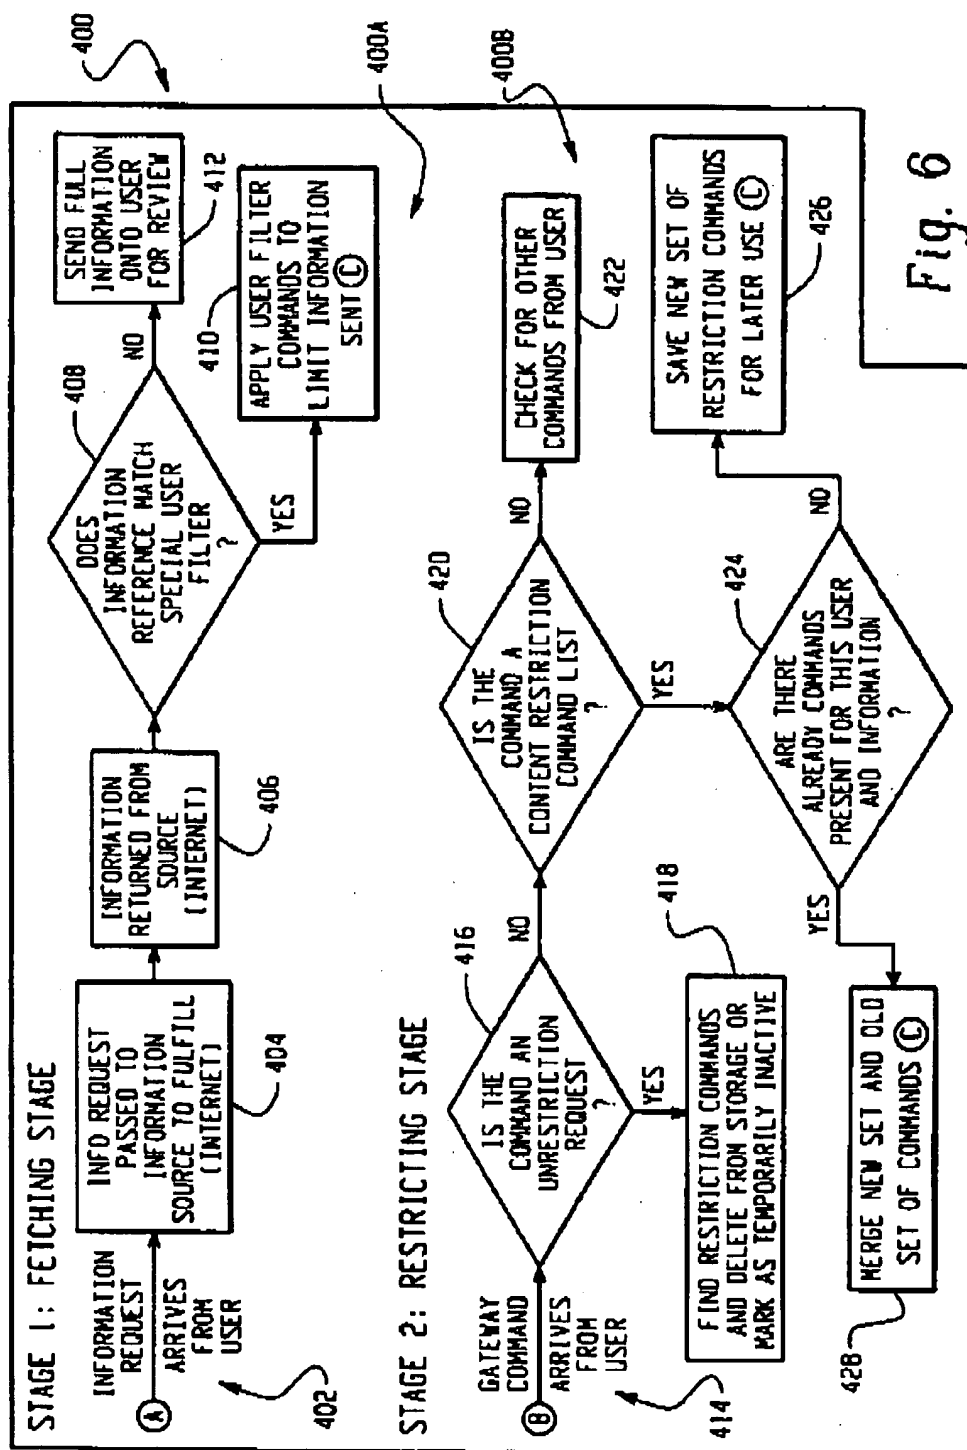 STAGE 1: FETCHING STAGE
400
A
INFORMATION
REQUEST
ARRIVES
FROM
USER
402
INFO REQUEST
PASSED TO
INFORMATION
SOURCE TO FULFILL
(INTERNET)
404
INFORMATION
RETURNED FROM
SOURCE
(INTERNET)
406
DOES
INFORMATION
REFERENCE MATCH
SPECIAL USER
FILTER
?
408
NO
SEND FULL
INFORMATION
ONTO USER
FOR REVIEW
412
YES
410
APPLY USER FILTER
COMMANDS TO
LIMIT INFORMATION
SENT C
400A
STAGE 2: RESTRICTING STAGE
400B
B
GATEWAY
COMMAND
ARRIVES
FROM
USER
414
IS THE
COMMAND AN
UNRESTRICTION
REQUEST
?
416
YES
FIND RESTRICTION COMMANDS
AND DELETE FROM STORAGE OR
MARK AS TEMPORARILY INACTIVE
418
NO
IS THE
COMMAND A
CONTENT RESTRICTION
COMMAND LIST
?
420
NO
CHECK FOR OTHER
COMMANDS FROM USER
422
YES
ARE THERE
ALREADY COMMANDS
PRESENT FOR THIS USER
AND INFORMATION
?
424
NO
SAVE NEW SET OF
RESTRICTION COMMANDS
FOR LATER USE C
426
YES
MERGE NEW SET AND OLD
SET OF COMMANDS C
428
Fig. 6